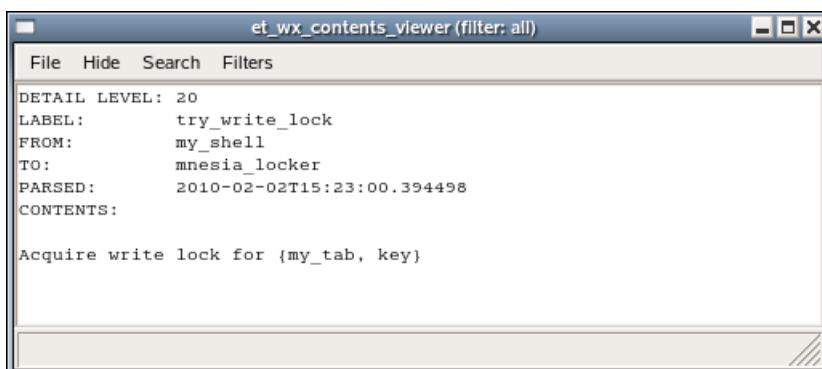 et_wx_contents_viewer (filter: all)
File Hide Search Filters
DETAIL LEVEL: 20
LABEL: try_write_lock
FROM: my_shell
TO: mnesia_locker
PARSED: 2010-02-02T15:23:00.394498
CONTENTS:
Acquire write lock for {my_tab, key}